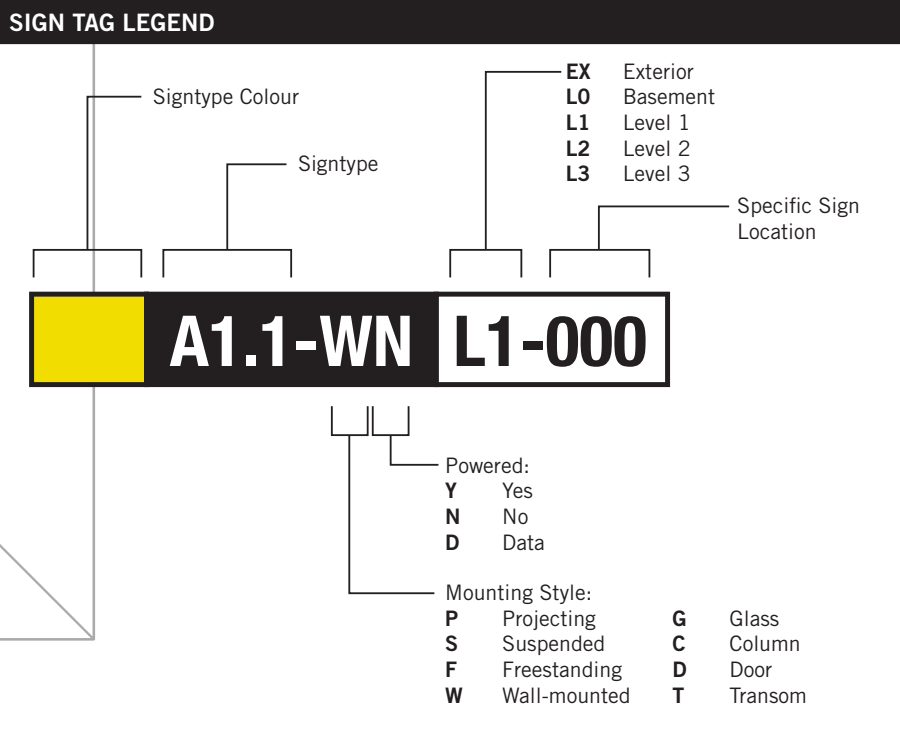 SIGN TAG LEGEND
Signtype Colour
Signtype
EX Exterior
L0 Basement
L1 Level 1
L2 Level 2
L3 Level 3
Specific Sign
Location
A1.1-WN L1-000
Powered:
Y Yes
N No
D Data
Mounting Style:
P Projecting G Glass
S Suspended C Column
F Freestanding D Door
W Wall-mounted T Transom